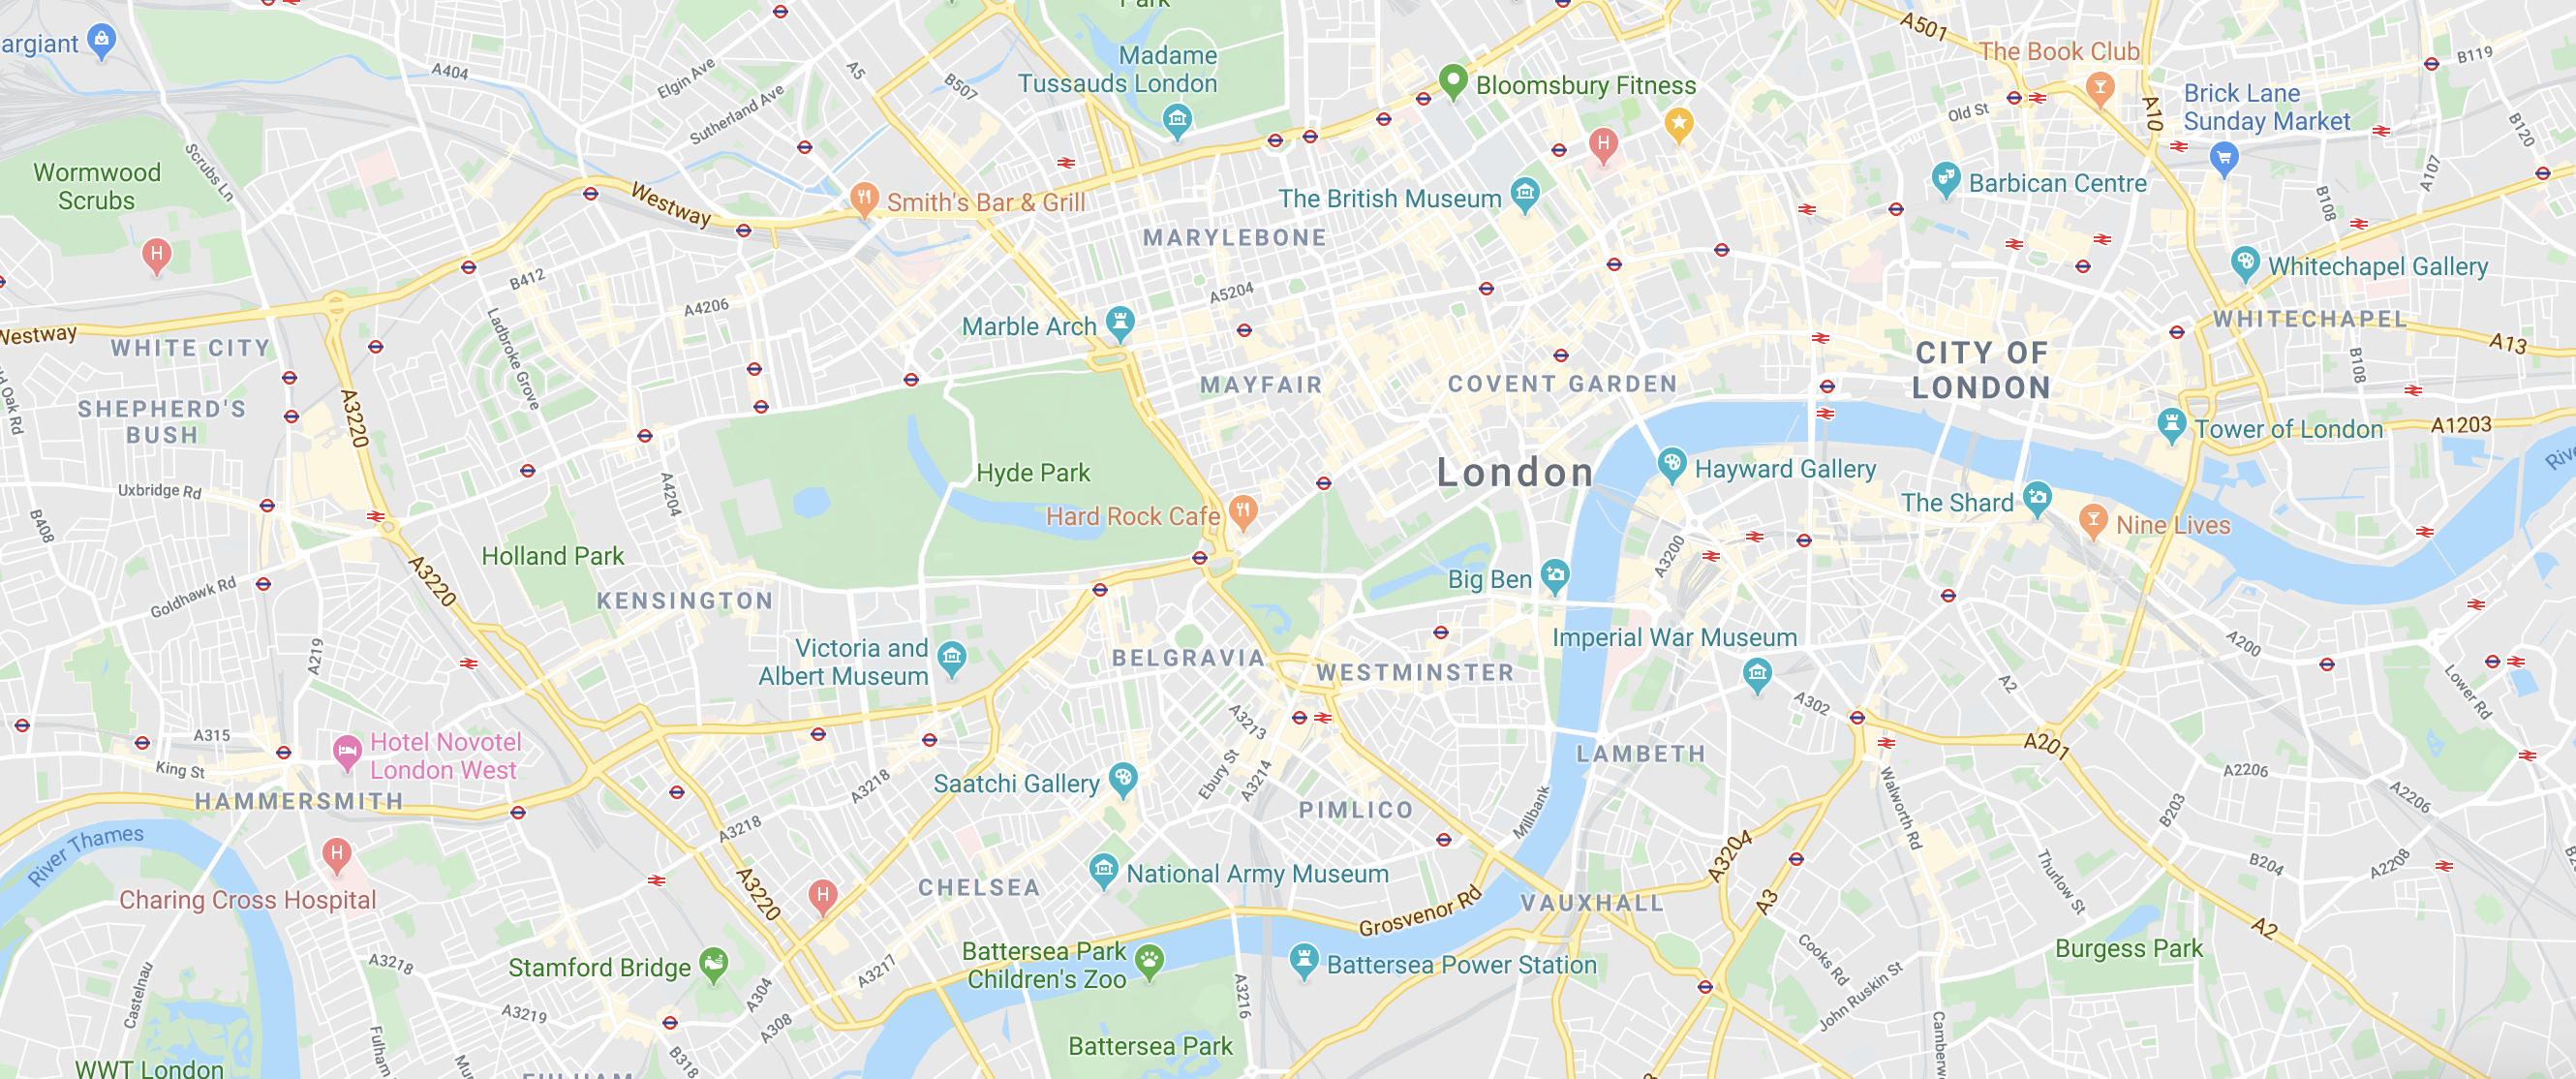 Park
argiant
A404
Elgin Ave
Sutherland Ave
A5
B507
Madame
Tussauds London
Bloomsbury Fitness
A501
The Book Club
Old St
A10
Brick Lane
Sunday Market
B119
B120
Wormwood
Scrubs
Scrubs Ln
Westway
Smith's Bar & Grill
MARYLEBONE
The British Museum
Barbican Centre
B108
A107
Whitechapel Gallery
B412
A4206
A5204
Marble Arch
WHITECHAPEL
A13
Westway
WHITE CITY
Ladbroke Grove
MAYFAIR
COVENT GARDEN
CITY OF
LONDON
B108
SHEPHERD'S
BUSH
A3220
d Oak Rd
Hyde Park
London
Hayward Gallery
Tower of London
A1203
Uxbridge Rd
A4204
B408
Hard Rock Cafe
The Shard
Nine Lives
Holland Park
A3220
Goldhawk Rd
KENSINGTON
A3200
Big Ben
Imperial War Museum
A219
Victoria and
Albert Museum
BELGRAVIA
WESTMINSTER
A200
Lower Rd
A2
A302
A315
King St
Hotel Novotel
London West
A3213
Ebury St
A3214
LAMBETH
A201
A2206
A2206
HAMMERSMITH
A3218
A3218
Saatchi Gallery
PIMLICO
Millbank
Walworth Rd
B203
River Thames
Charing Cross Hospital
A3220
CHELSEA
National Army Museum
Grosvenor Rd
VAUXHALL
A3204
A3
Thurlow St
B204
A2208
A2
Castelnau
A3218
A3219
Stamford Bridge
A304
A308
A3217
Battersea Park
Children's Zoo
A3216
Battersea Power Station
Cooks Rd
John Ruskin St
Burgess Park
WWT London
B318
Battersea Park
FULHAM